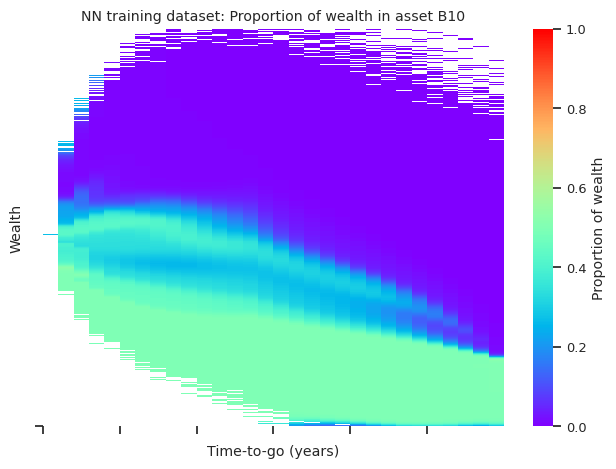 NN training dataset: Proportion of wealth in asset B10
Wealth
Time-to-go (years)
1.0
0.8
0.6
0.4
0.2
0.0
Proportion of wealth